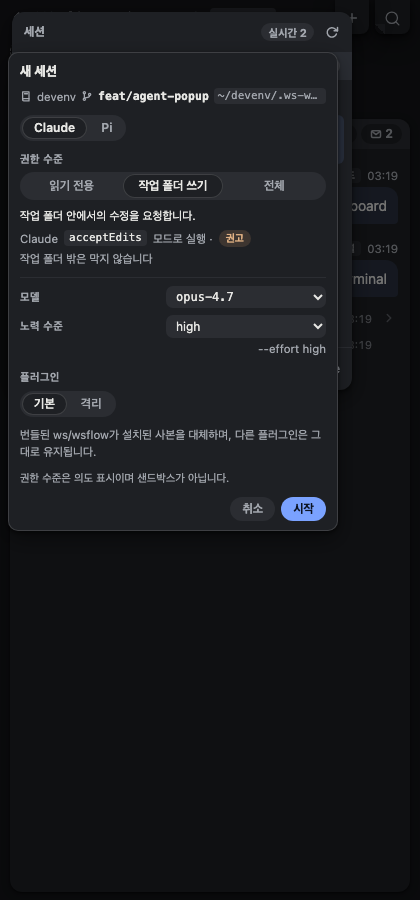 세션
실시간 2
2
새 세션
devenv feat/agent-popup ~/devenv/.ws-w…
Claude Pi
03:19
board
권한 수준
읽기 전용 작업 폴더 쓰기 전체
작업 폴더 안에서의 수정을 요청합니다.
Claude acceptEdits 모드로 실행 · 권고
03:19
작업 폴더 밖은 막지 않습니다
minal
모델 opus-4.7
노력 수준 high
:19
--effort high
플러그인
기본 격리
번들된 ws/wsflow가 설치된 사본을 대체하며, 다른 플러그인은 그
대로 유지됩니다.
권한 수준은 의도 표시이며 샌드박스가 아닙니다.
취소 시작